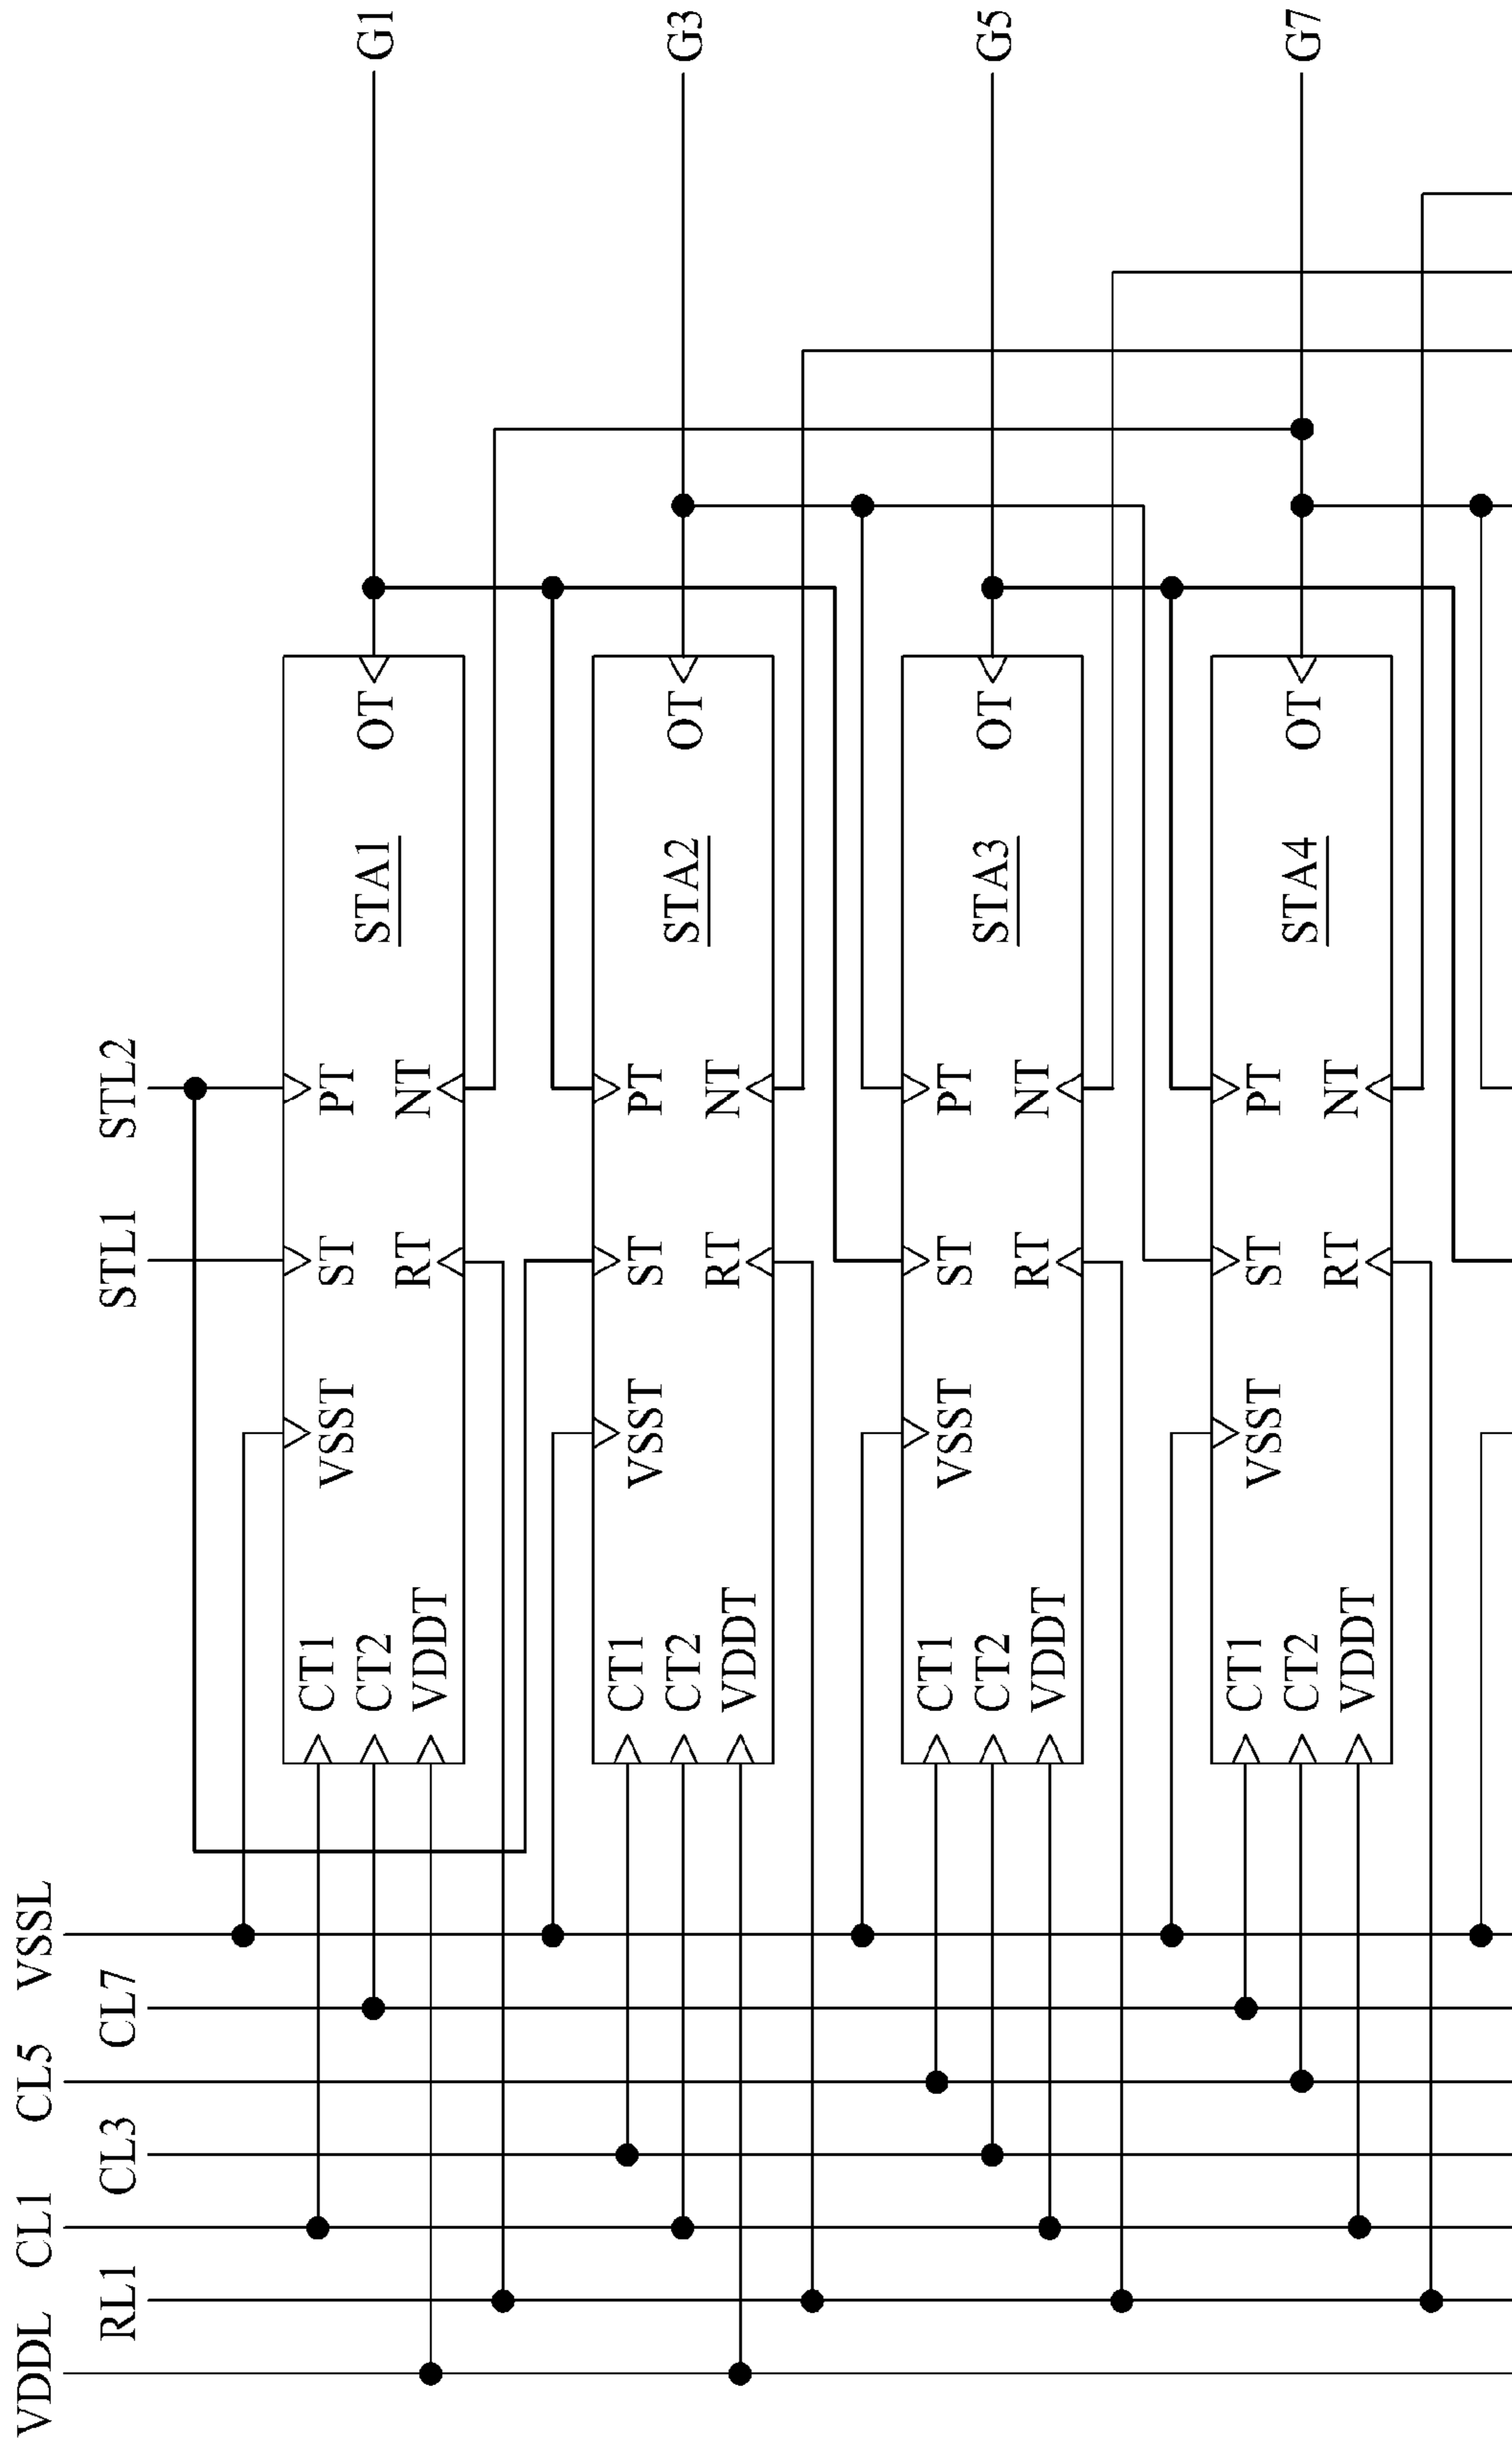 VDDL
RL1
CL1
CL3
CL5
CL7
VSSL
STL1
STL2
CT1
CT2
VDDT
VSST
ST
RT
PT
NT
STA1
OT
G1
CT1
CT2
VDDT
VSST
ST
RT
PT
NT
STA2
OT
G3
CT1
CT2
VDDT
VSST
ST
RT
PT
NT
STA3
OT
G5
CT1
CT2
VDDT
VSST
ST
RT
PT
NT
STA4
OT
G7